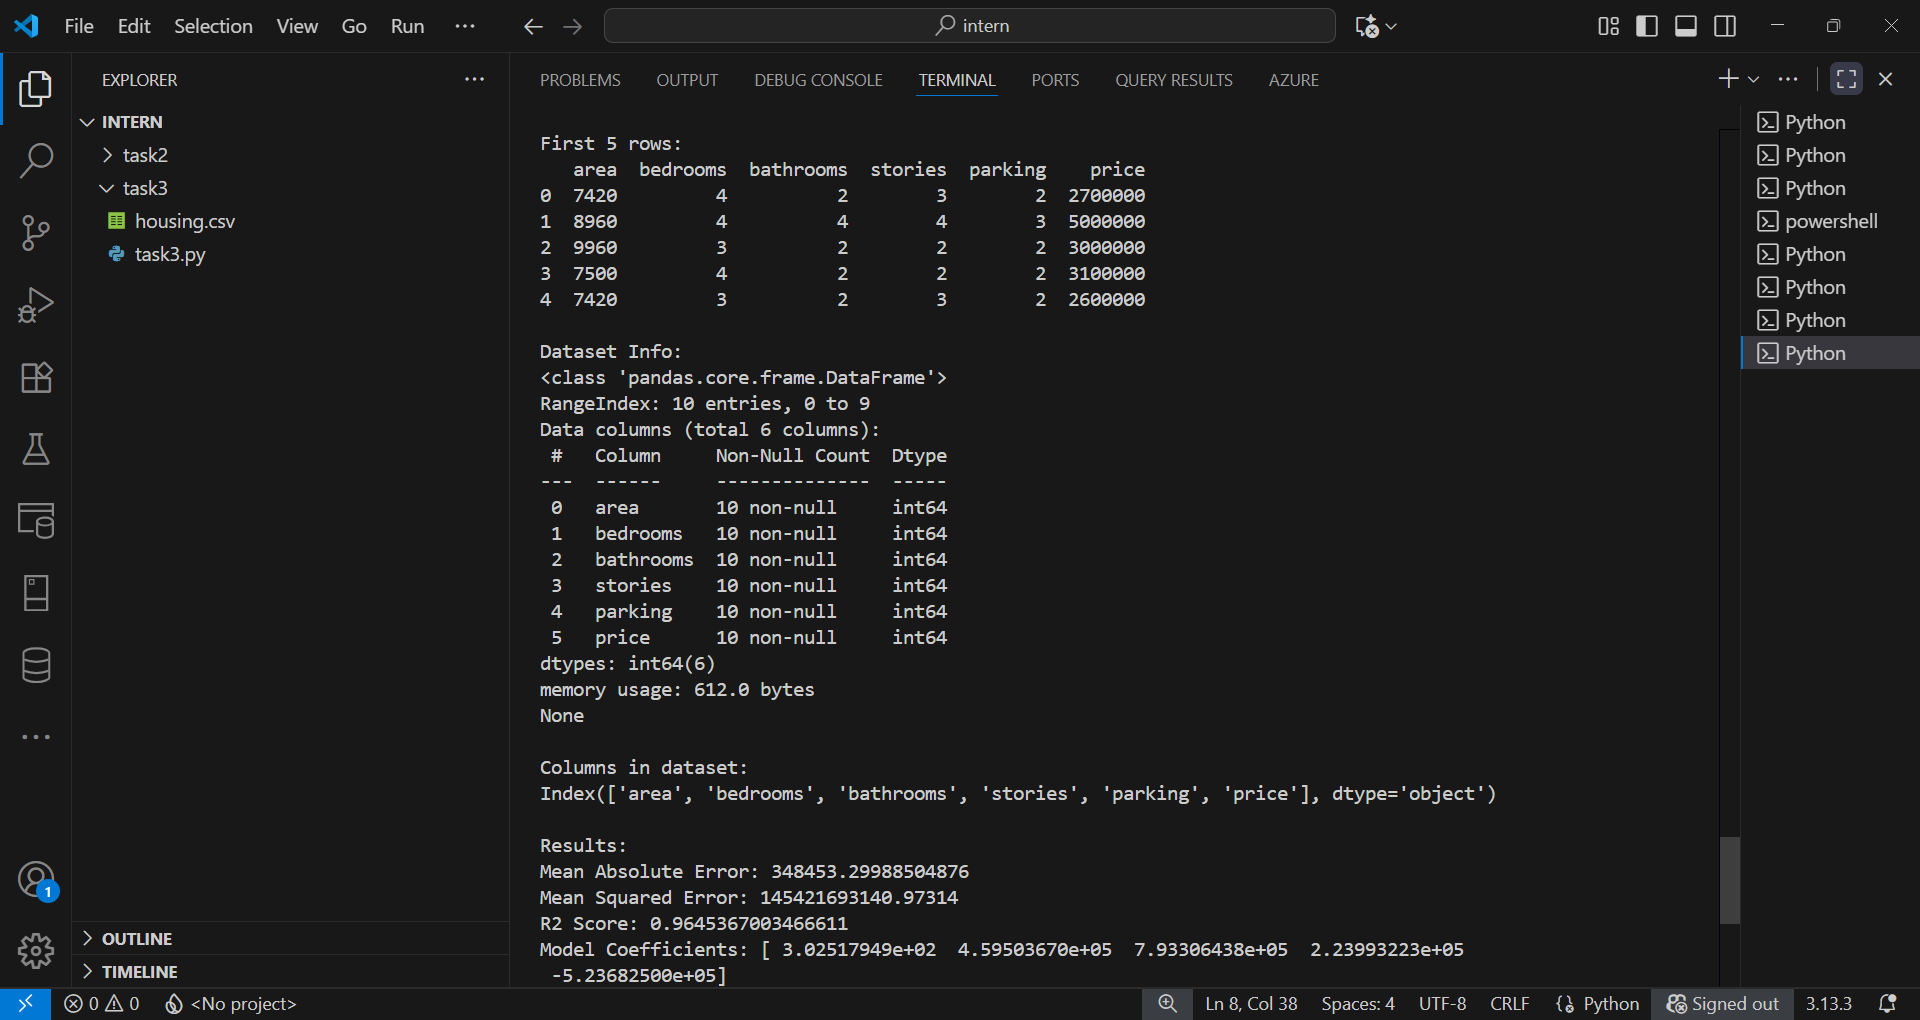 File Edit Selection View Go Run ···
intern
EXPLORER ···
INTERN
task2
task3
housing.csv
task3.py
OUTLINE
TIMELINE
PROBLEMS OUTPUT DEBUG CONSOLE TERMINAL PORTS QUERY RESULTS AZURE
First 5 rows:
   area  bedrooms  bathrooms  stories  parking    price
0  7420         4          2        3        2  2700000
1  8960         4          4        4        3  5000000
2  9960         3          2        2        2  3000000
3  7500         4          2        2        2  3100000
4  7420         3          2        3        2  2600000
Dataset Info:
<class 'pandas.core.frame.DataFrame'>
RangeIndex: 10 entries, 0 to 9
Data columns (total 6 columns):
 #   Column     Non-Null Count  Dtype
---  ------     --------------  -----
 0   area       10 non-null     int64
 1   bedrooms   10 non-null     int64
 2   bathrooms  10 non-null     int64
 3   stories    10 non-null     int64
 4   parking    10 non-null     int64
 5   price      10 non-null     int64
dtypes: int64(6)
memory usage: 612.0 bytes
None
Columns in dataset:
Index(['area', 'bedrooms', 'bathrooms', 'stories', 'parking', 'price'], dtype='object')
Results:
Mean Absolute Error: 348453.29988504876
Mean Squared Error: 145421693140.97314
R2 Score: 0.9645367003466611
Model Coefficients: [ 3.02517949e+02  4.59503670e+05  7.93306438e+05  2.23993223e+05
 -5.23682500e+05]
Python
Python
Python
powershell
Python
Python
Python
Python
1
0 0 <No project> Ln 8, Col 38 Spaces: 4 UTF-8 CRLF Python Signed out 3.13.3